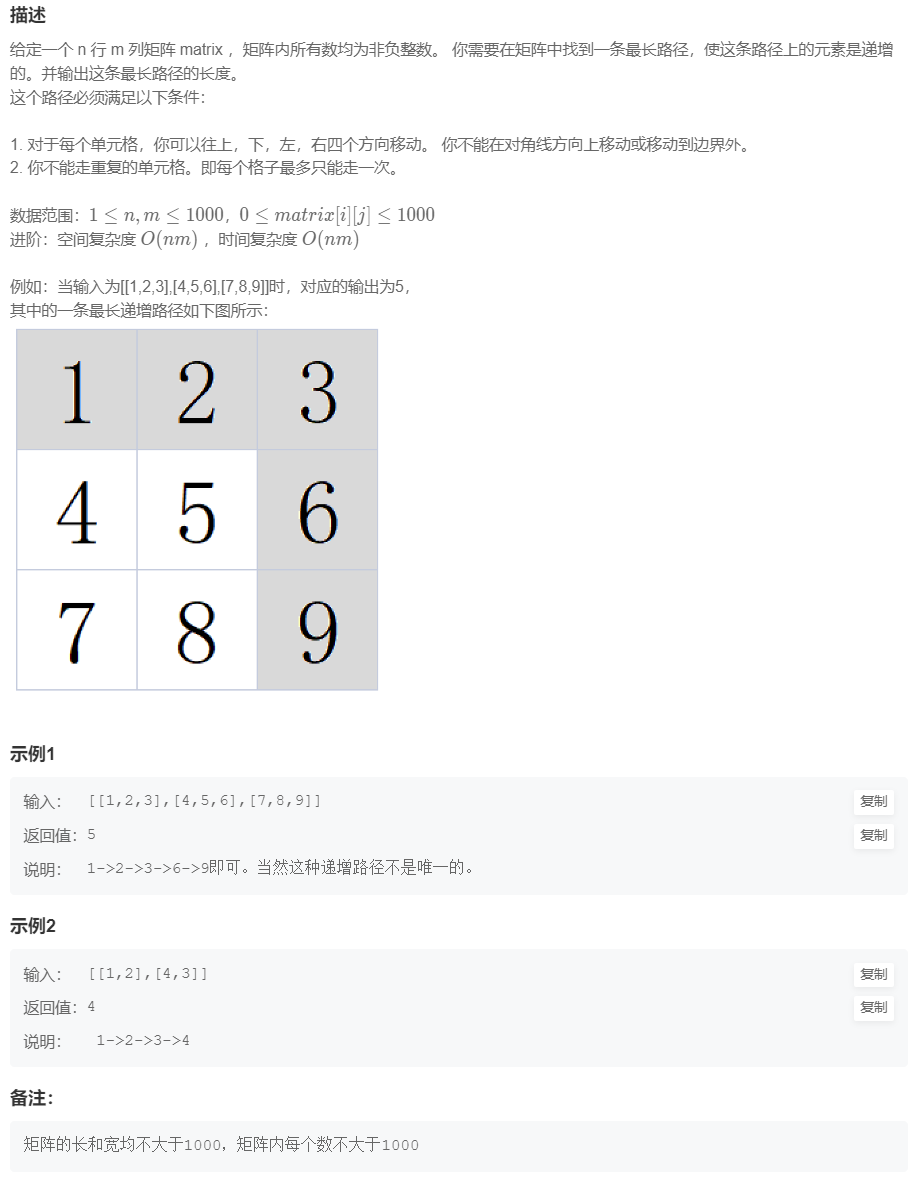 描述
给定一个 n 行 m 列矩阵 matrix ，矩阵内所有数均为非负整数。 你需要在矩阵中找到一条最长路径，使这条路径上的元素是递增
的。并输出这条最长路径的长度。
这个路径必须满足以下条件：
1. 对于每个单元格，你可以往上，下，左，右四个方向移动。 你不能在对角线方向上移动或移动到边界外。
2. 你不能走重复的单元格。即每个格子最多只能走一次。
数据范围：1 ≤ n, m ≤ 1000，0 ≤ matrix[i][j] ≤ 1000
进阶：空间复杂度 O(nm) ，时间复杂度 O(nm)
例如：当输入为[[1,2,3],[4,5,6],[7,8,9]]时，对应的输出为5，
其中的一条最长递增路径如下图所示：
1 2 3
4 5 6
7 8 9
示例1
输入： [[1,2,3],[4,5,6],[7,8,9]] 复制
返回值：5 复制
说明： 1->2->3->6->9即可。当然这种递增路径不是唯一的。
示例2
输入： [[1,2],[4,3]] 复制
返回值：4 复制
说明： 1->2->3->4
备注：
矩阵的长和宽均不大于1000，矩阵内每个数不大于1000